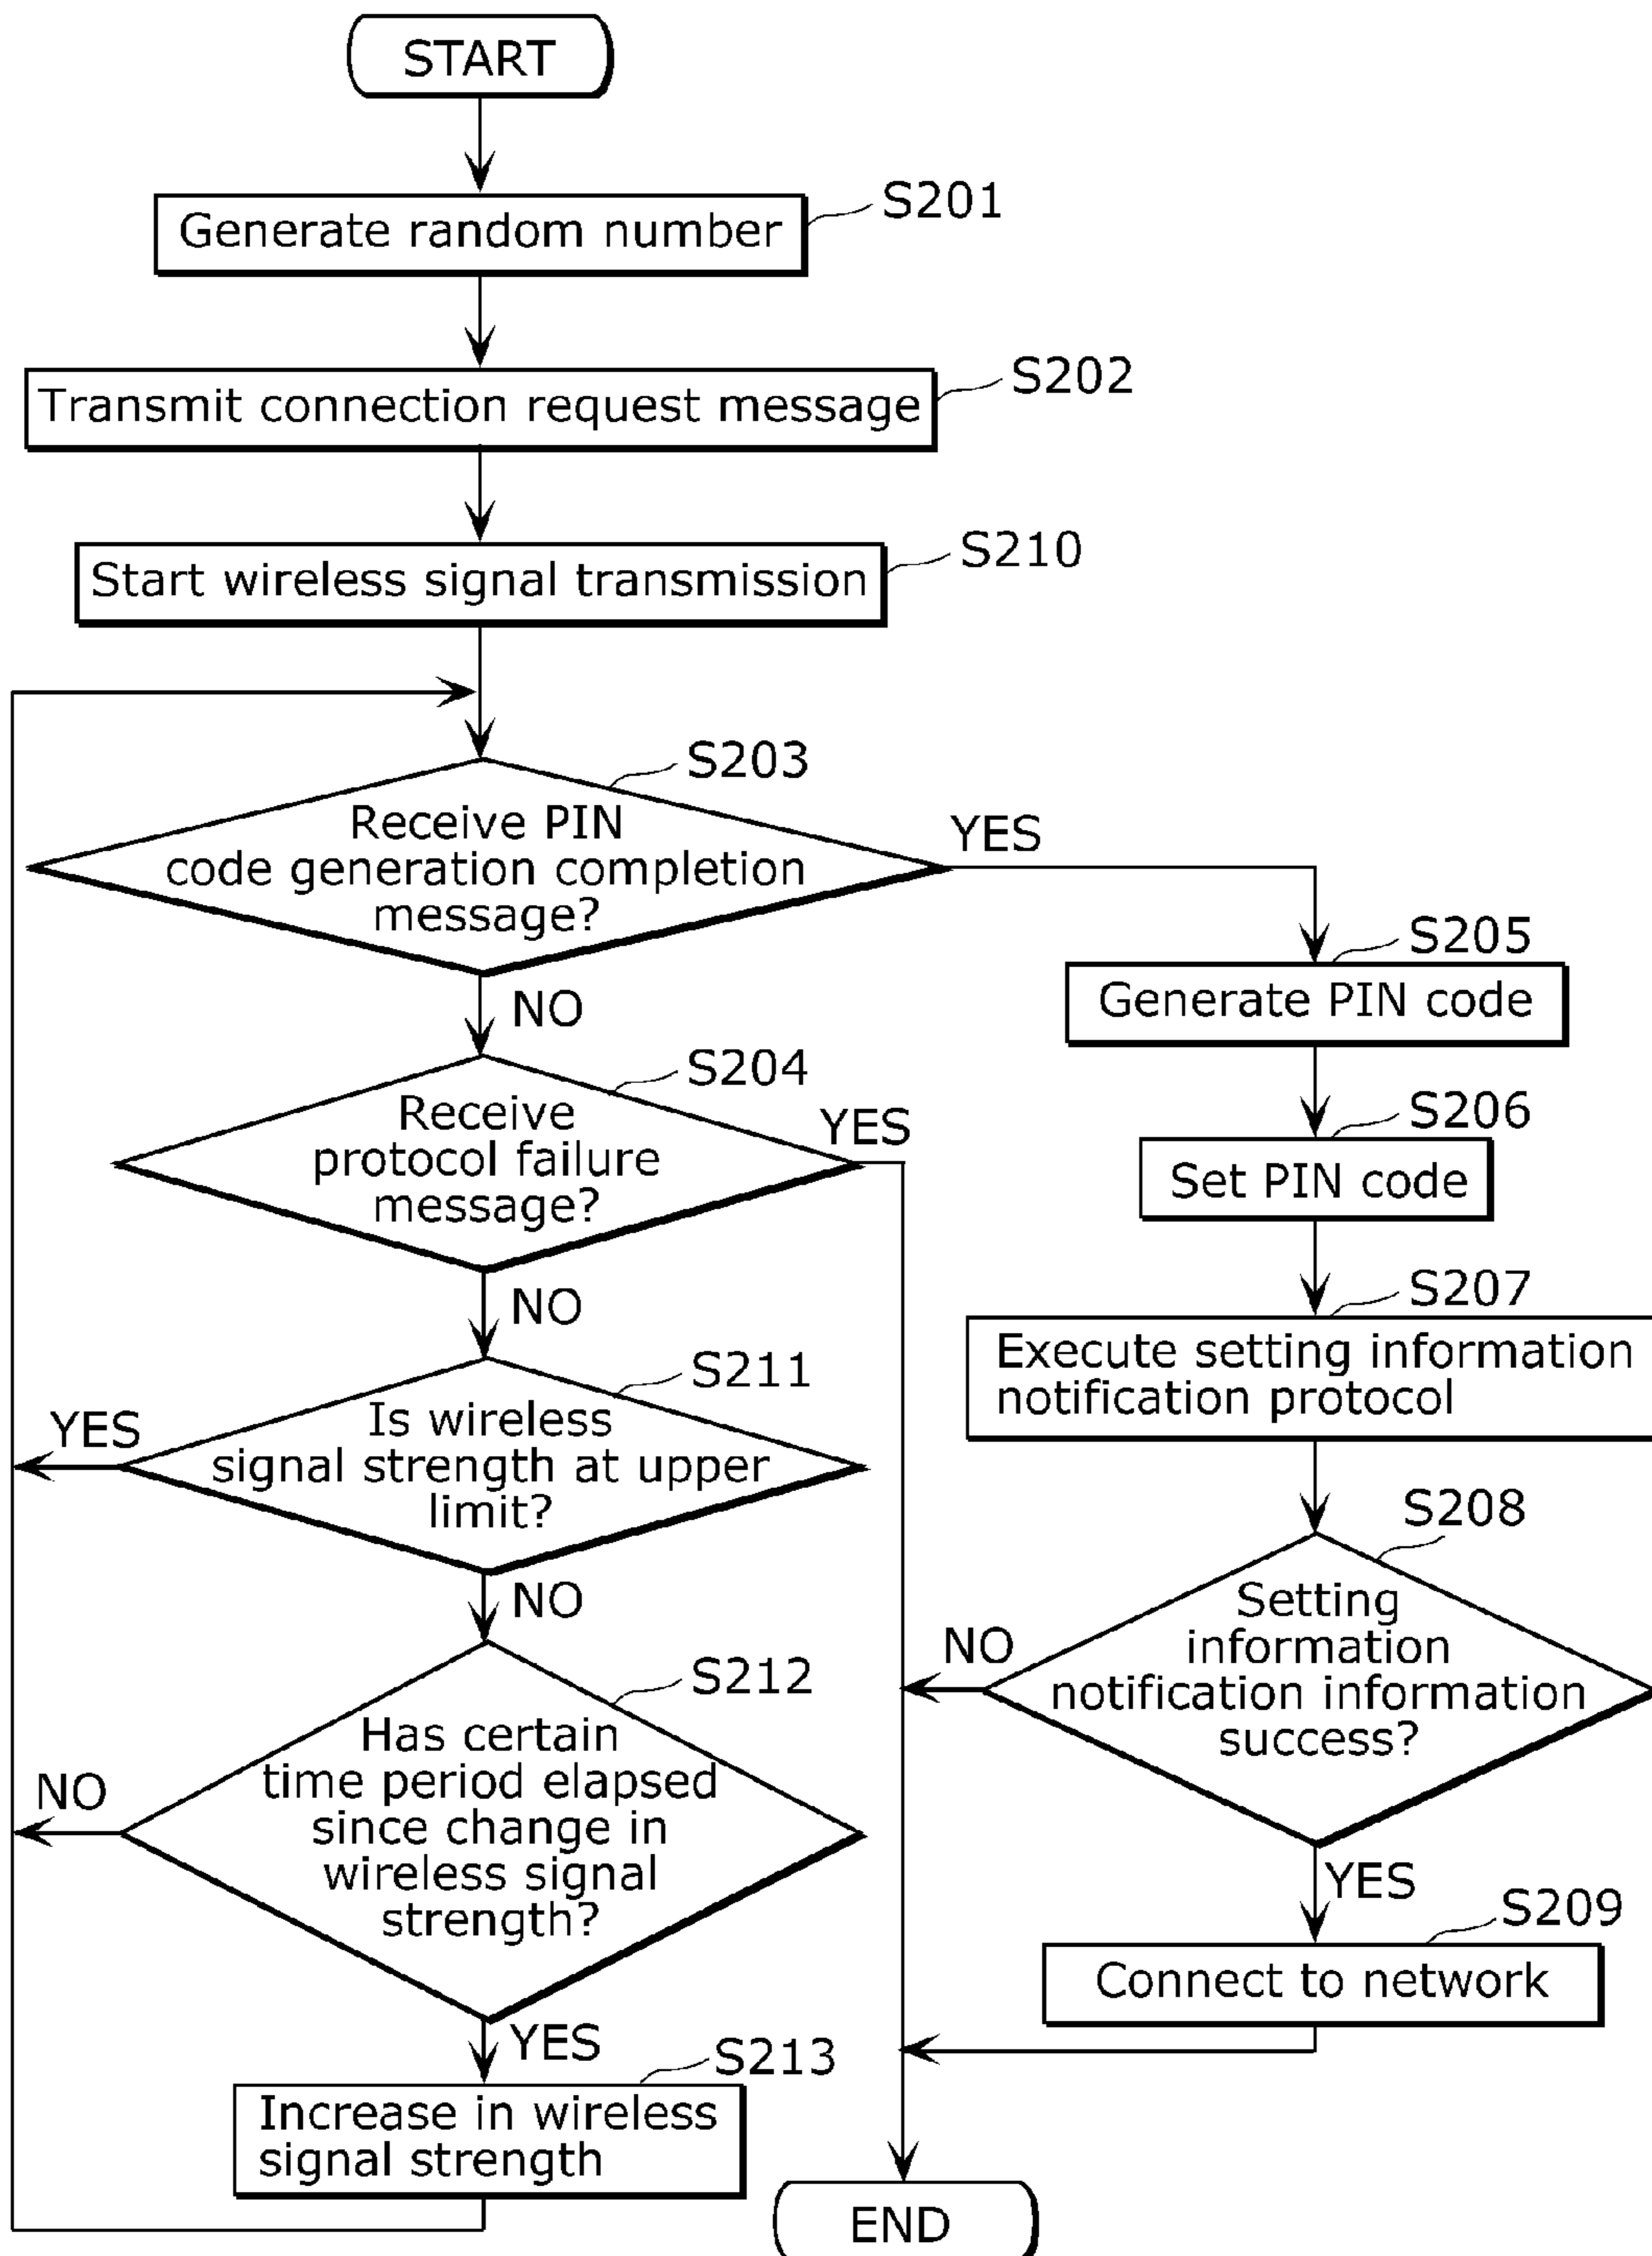 START
Generate random number
S201
Transmit connection request message
S202
Start wireless signal transmission
S210
S203
Receive PIN
code generation completion
message?
YES
NO
S204
Receive
protocol failure
message?
YES
NO
S211
Is wireless
signal strength at upper
limit?
YES
NO
S212
Has certain
time period elapsed
since change in
wireless signal
strength?
NO
YES
S213
Increase in wireless
signal strength
S205
Generate PIN code
S206
Set PIN code
S207
Execute setting information
notification protocol
S208
Setting
information
notification information
success?
NO
YES
S209
Connect to network
END